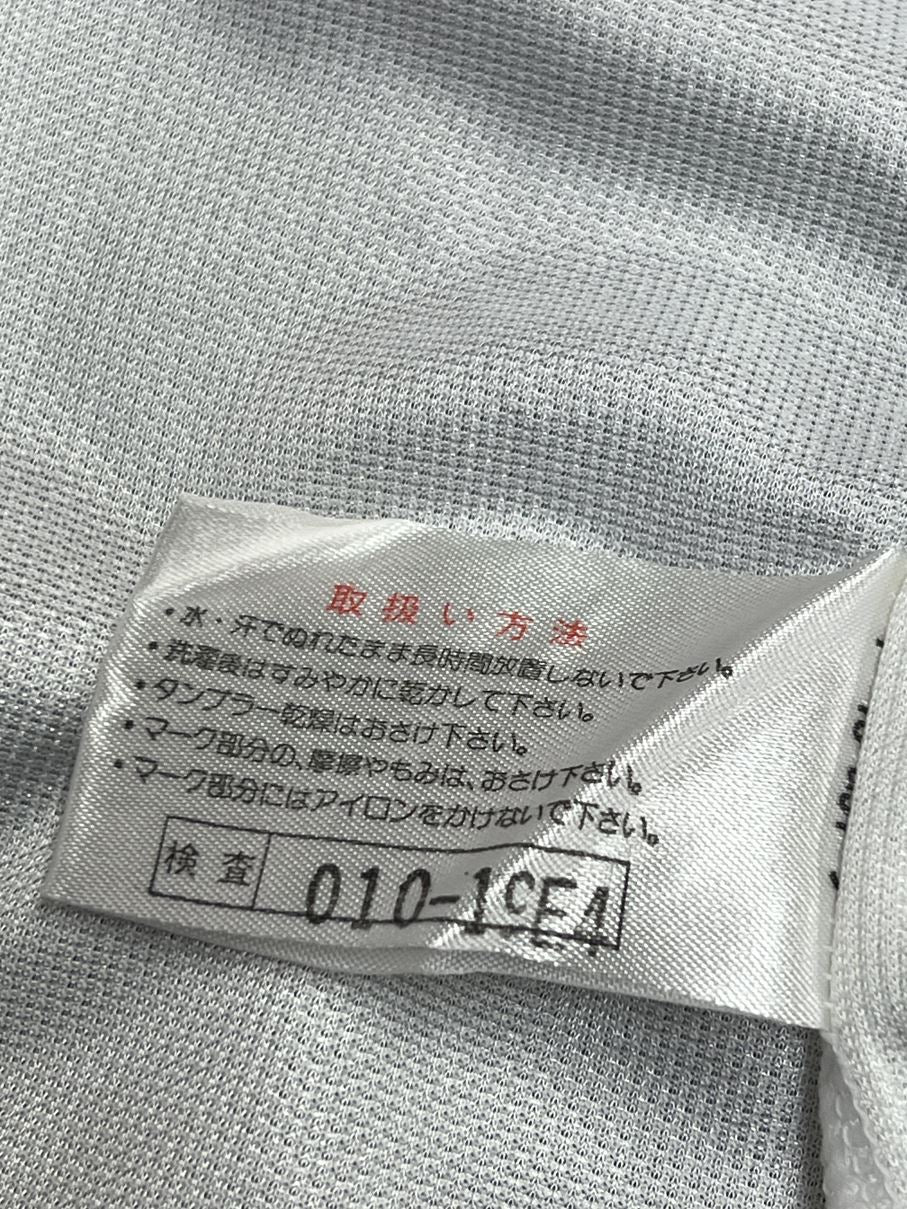 取扱い方法
・水・汗でぬれたまま長時間放置しないで下さい。
・洗濯後はすみやかに乾かして下さい。
・タンブラー乾燥はおさけ下さい。
・マーク部分の、摩擦やもみは、おさけ下さい。
・マーク部分にはアイロンをかけないで下さい。
検査 010-1CE4